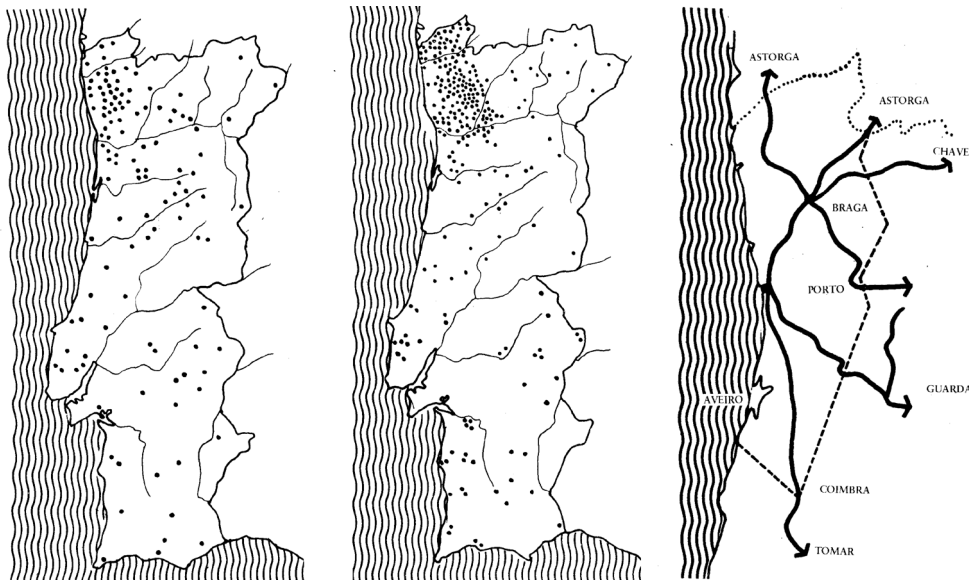 ASTORGA
ASTORGA
CHAVE
BRAGA
PORTO
GUARDA
AVEIRO
COIMBRA
TOMAR